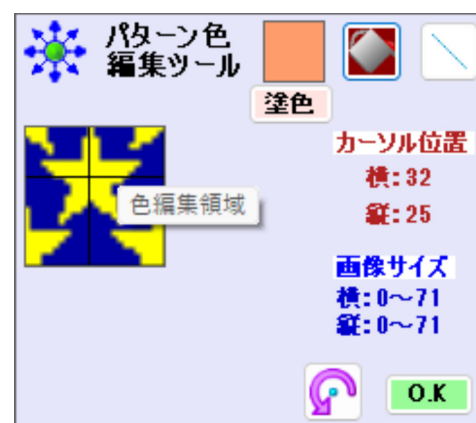 パターン色
編集ツール
塗色
カーソル位置
横:32
縦:25
色編集領域
画像サイズ
横:0〜71
縦:0〜71
O.K